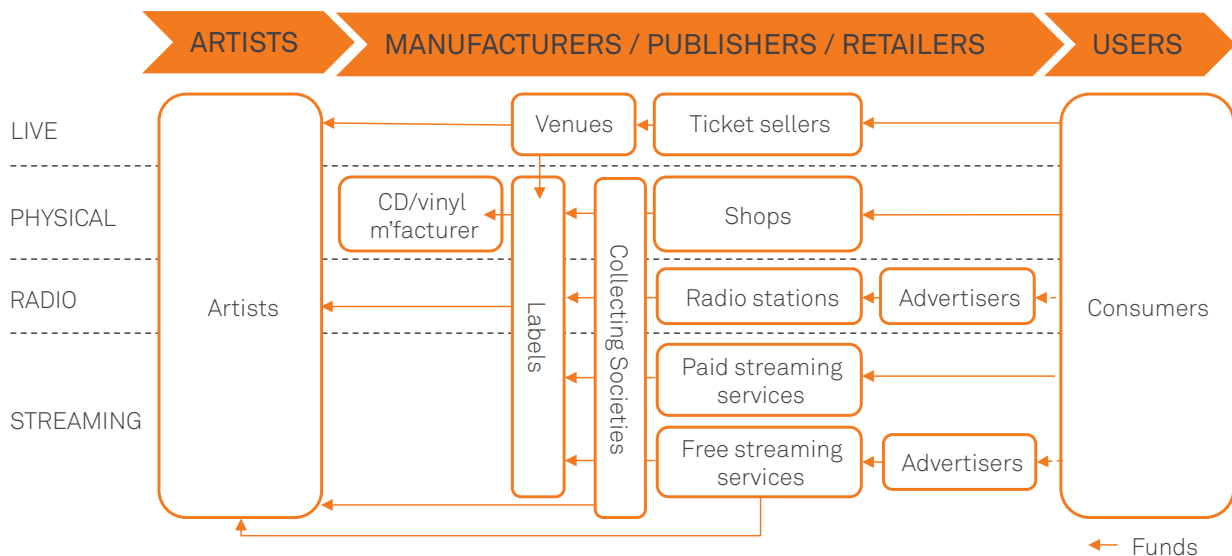 ARTISTS
MANUFACTURERS / PUBLISHERS / RETAILERS
USERS
LIVE
Venues
Ticket sellers
PHYSICAL
CD/vinyl
m'facturer
Shops
RADIO
Artists
Labels
Collecting Societies
Radio stations
Advertisers
Consumers
STREAMING
Paid streaming
services
Free streaming
services
Advertisers
Funds